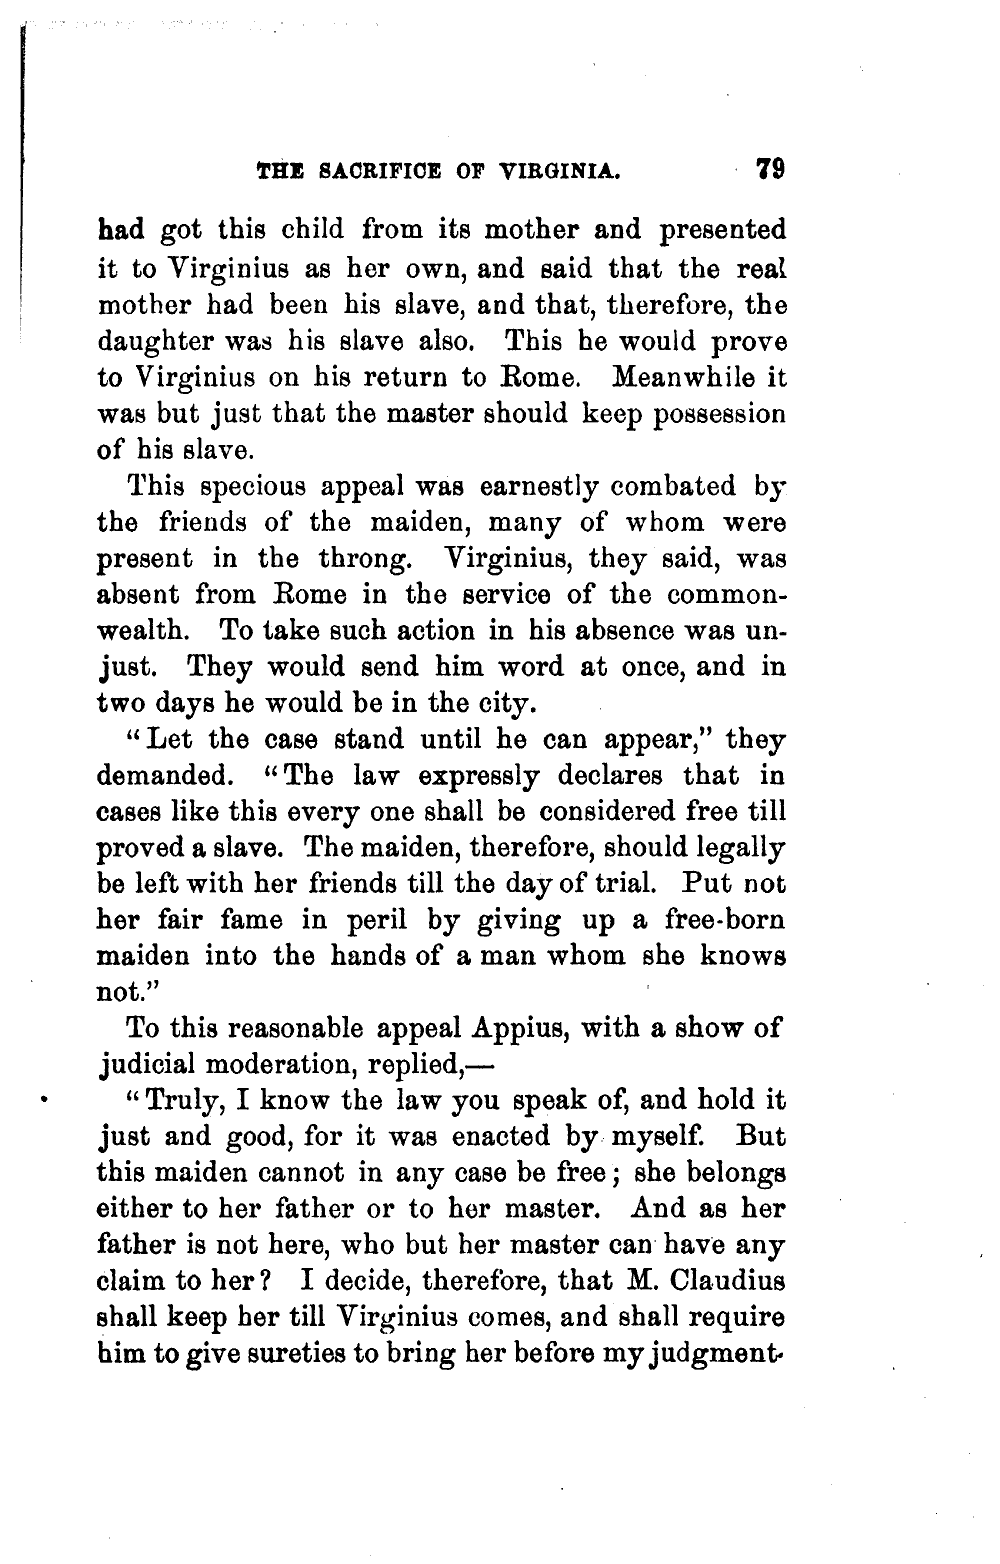 THE SACRIFICE OF VIRGINIA. 79
had got this child from its mother and presented
it to Virginius as her own, and said that the real
mother had been his slave, and that, therefore, the
daughter was his slave also. This he would prove
to Virginius on his return to Rome. Meanwhile it
was but just that the master should keep possession
of his slave.
This specious appeal was earnestly combated by
the friends of the maiden, many of whom were
present in the throng. Virginius, they said, was
absent from Rome in the service of the common-
wealth. To take such action in his absence was un-
just. They would send him word at once, and in
two days he would be in the city.
“Let the case stand until he can appear,” they
demanded. “The law expressly declares that in
cases like this every one shall be considered free till
proved a slave. The maiden, therefore, should legally
be left with her friends till the day of trial. Put not
her fair fame in peril by giving up a free-born
maiden into the hands of a man whom she knows
not.”
To this reasonable appeal Appius, with a show of
judicial moderation, replied,—
“Truly, I know the law you speak of, and hold it
just and good, for it was enacted by myself. But
this maiden cannot in any case be free; she belongs
either to her father or to her master. And as her
father is not here, who but her master can have any
claim to her? I decide, therefore, that M. Claudius
shall keep her till Virginius comes, and shall require
him to give sureties to bring her before my judgment-